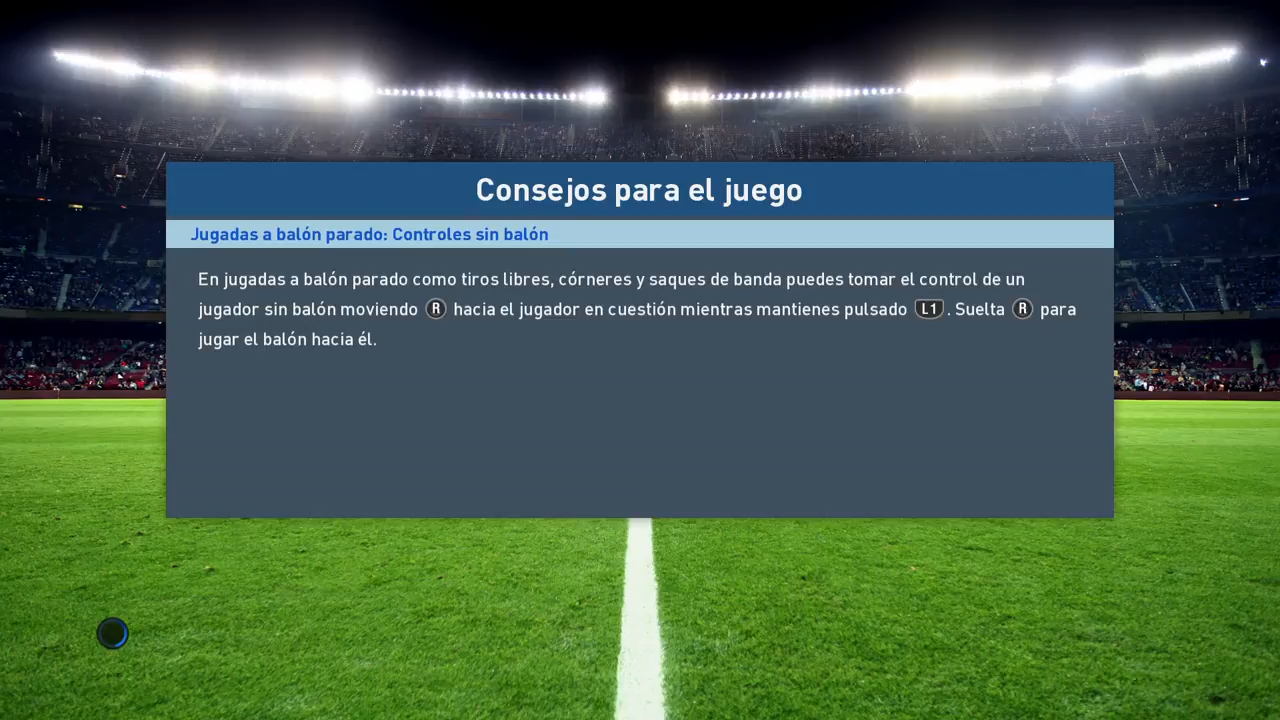 Consejos para el juego
Jugadas a balón parado: Controles sin balón
En jugadas a balón parado como tiros libres, córneres y saques de banda puedes tomar el control de un
jugador sin balón moviendo R hacia el jugador en cuestión mientras mantienes pulsado L1. Suelta R para
jugar el balón hacia él.